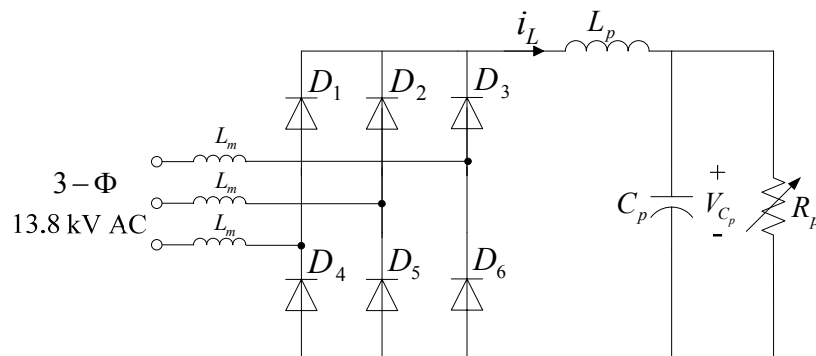 i_L L_p
D_1 D_2 D_3
L_m
L_m
L_m
3-Φ
13.8 kV AC
C_p + V_{C_p} - R_p
D_4 D_5 D_6